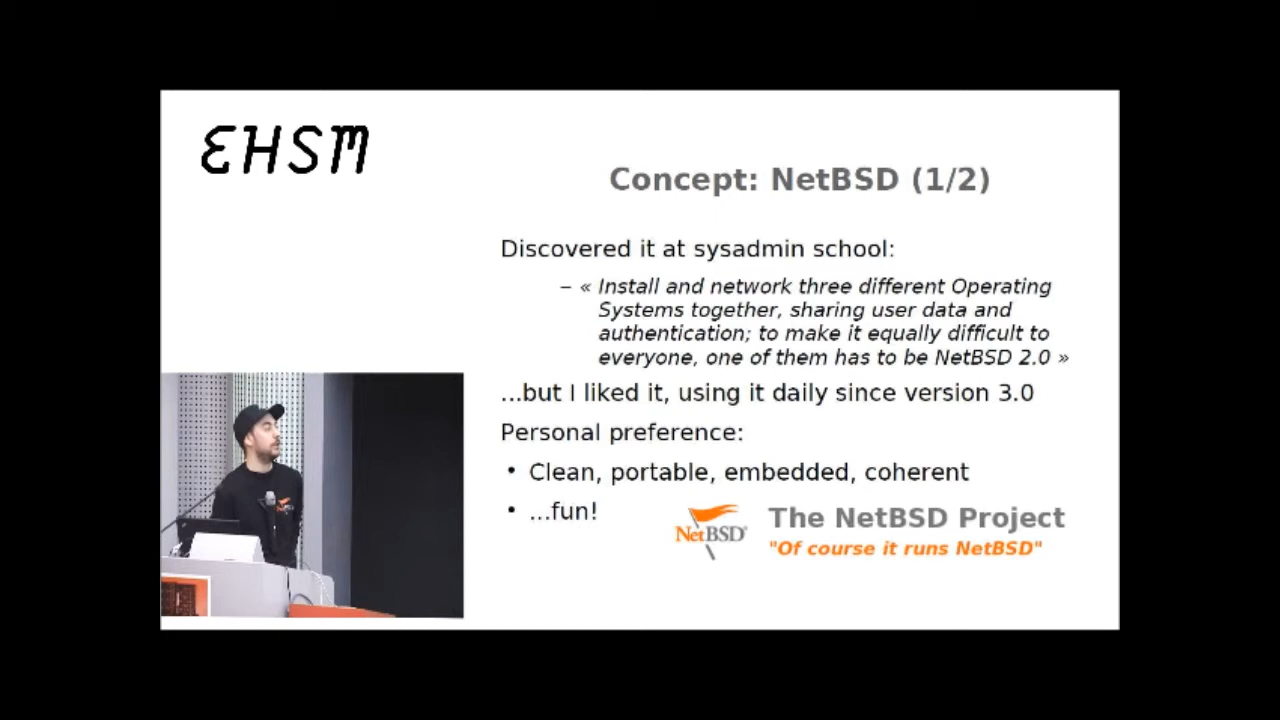 EHSM
Concept: NetBSD (1/2)
Discovered it at sysadmin school:
– « Install and network three different Operating
Systems together, sharing user data and
authentication; to make it equally difficult to
everyone, one of them has to be NetBSD 2.0 »
...but I liked it, using it daily since version 3.0
Personal preference:
• Clean, portable, embedded, coherent
• ...fun!
NetBSD®
The NetBSD Project
"Of course it runs NetBSD"